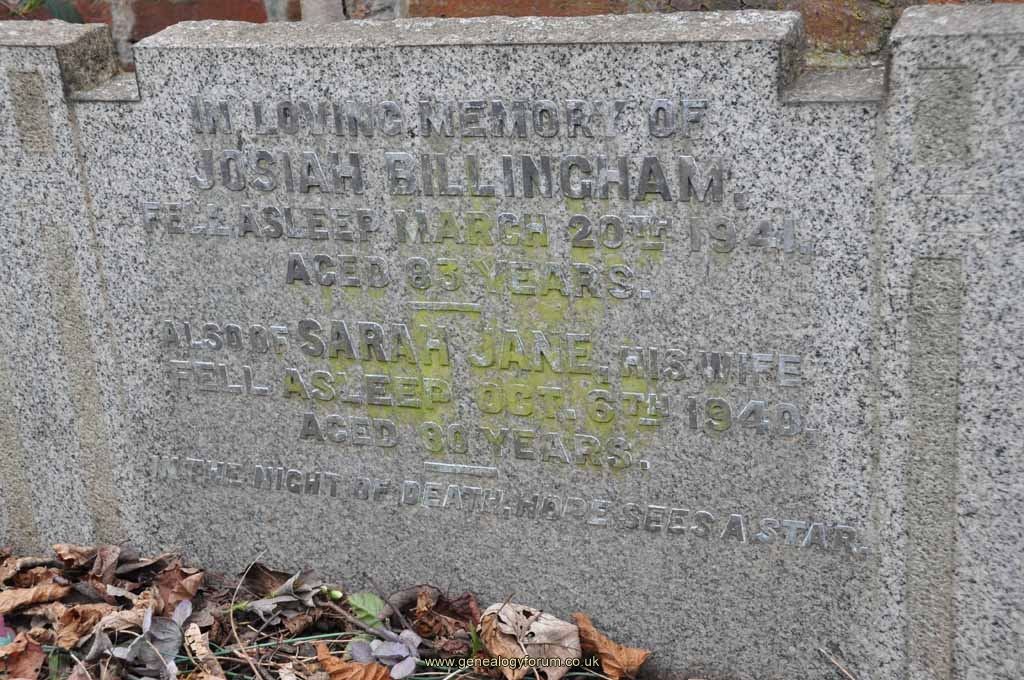 IN LOVING MEMORY OF
JOSIAH BILLINGHAM.
FELL ASLEEP MARCH 20TH 1941.
AGED 83 YEARS.
ALSO OF SARAH JANE, HIS WIFE
FELL ASLEEP OCT. 6TH 1940.
AGED 80 YEARS.
IN THE NIGHT OF DEATH, HOPE SEES A STAR.
www.genealogyforum.co.uk